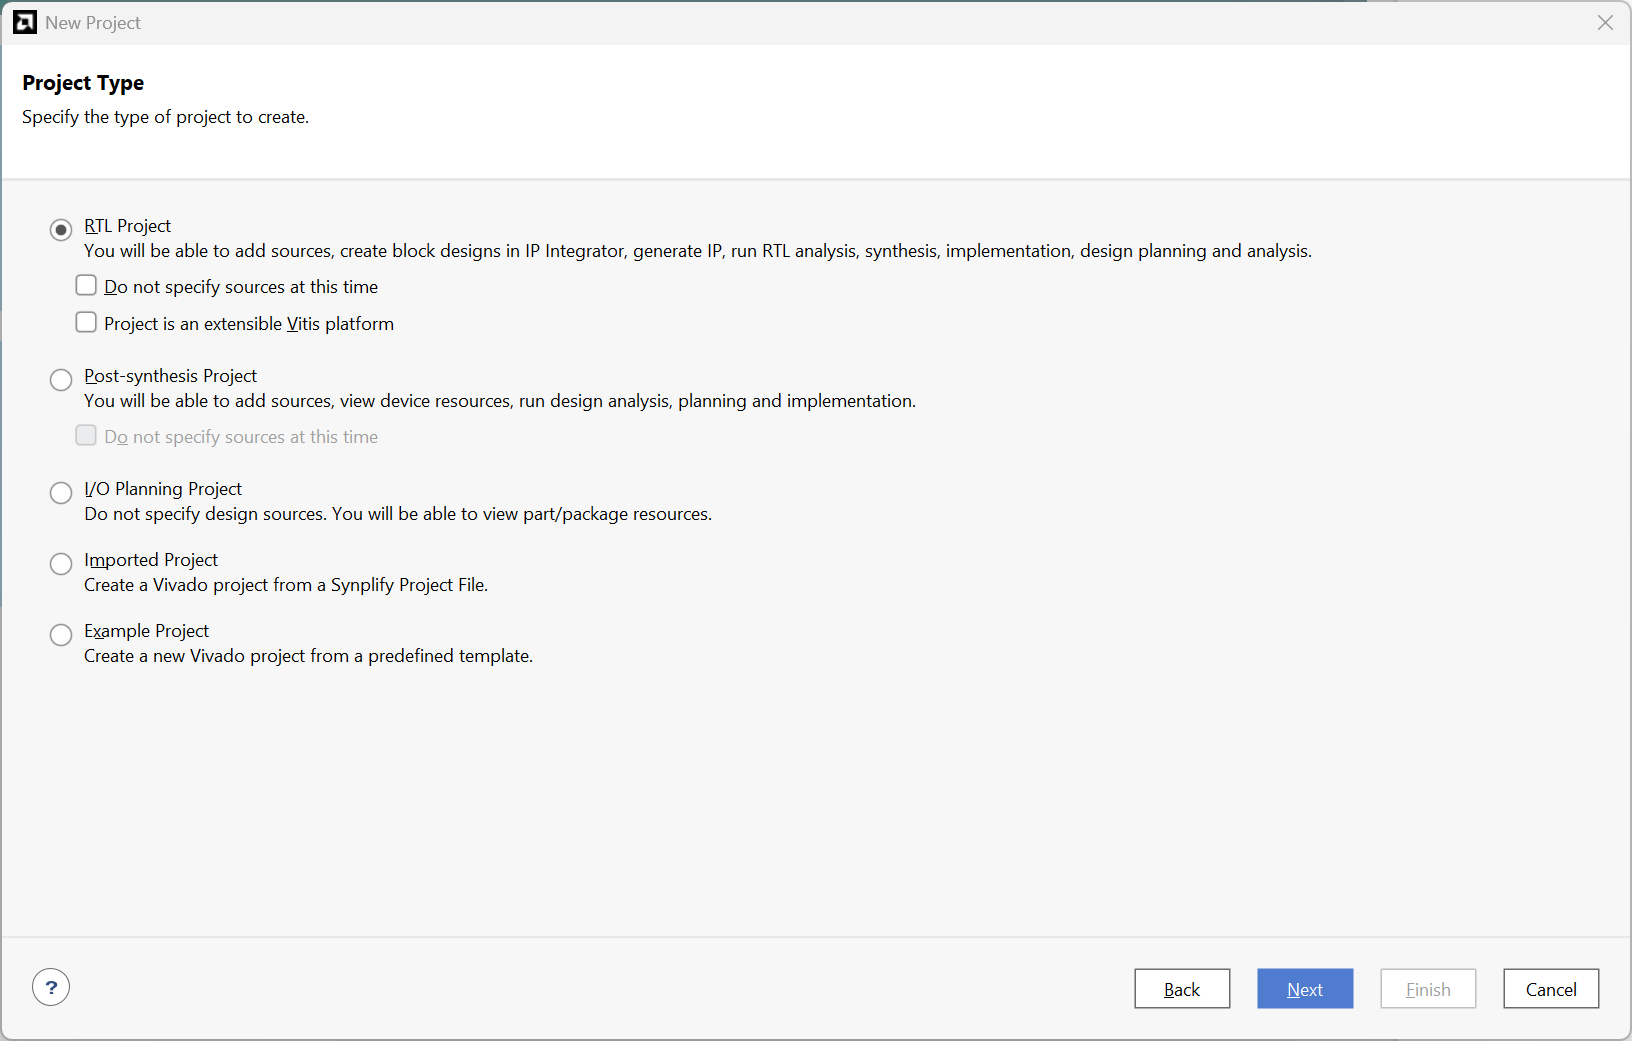 New Project
Project Type
Specify the type of project to create.
RTL Project
You will be able to add sources, create block designs in IP Integrator, generate IP, run RTL analysis, synthesis, implementation, design planning and analysis.
Do not specify sources at this time
Project is an extensible Vitis platform
Post-synthesis Project
You will be able to add sources, view device resources, run design analysis, planning and implementation.
Do not specify sources at this time
I/O Planning Project
Do not specify design sources. You will be able to view part/package resources.
Imported Project
Create a Vivado project from a Synplify Project File.
Example Project
Create a new Vivado project from a predefined template.
? Back Next Finish Cancel